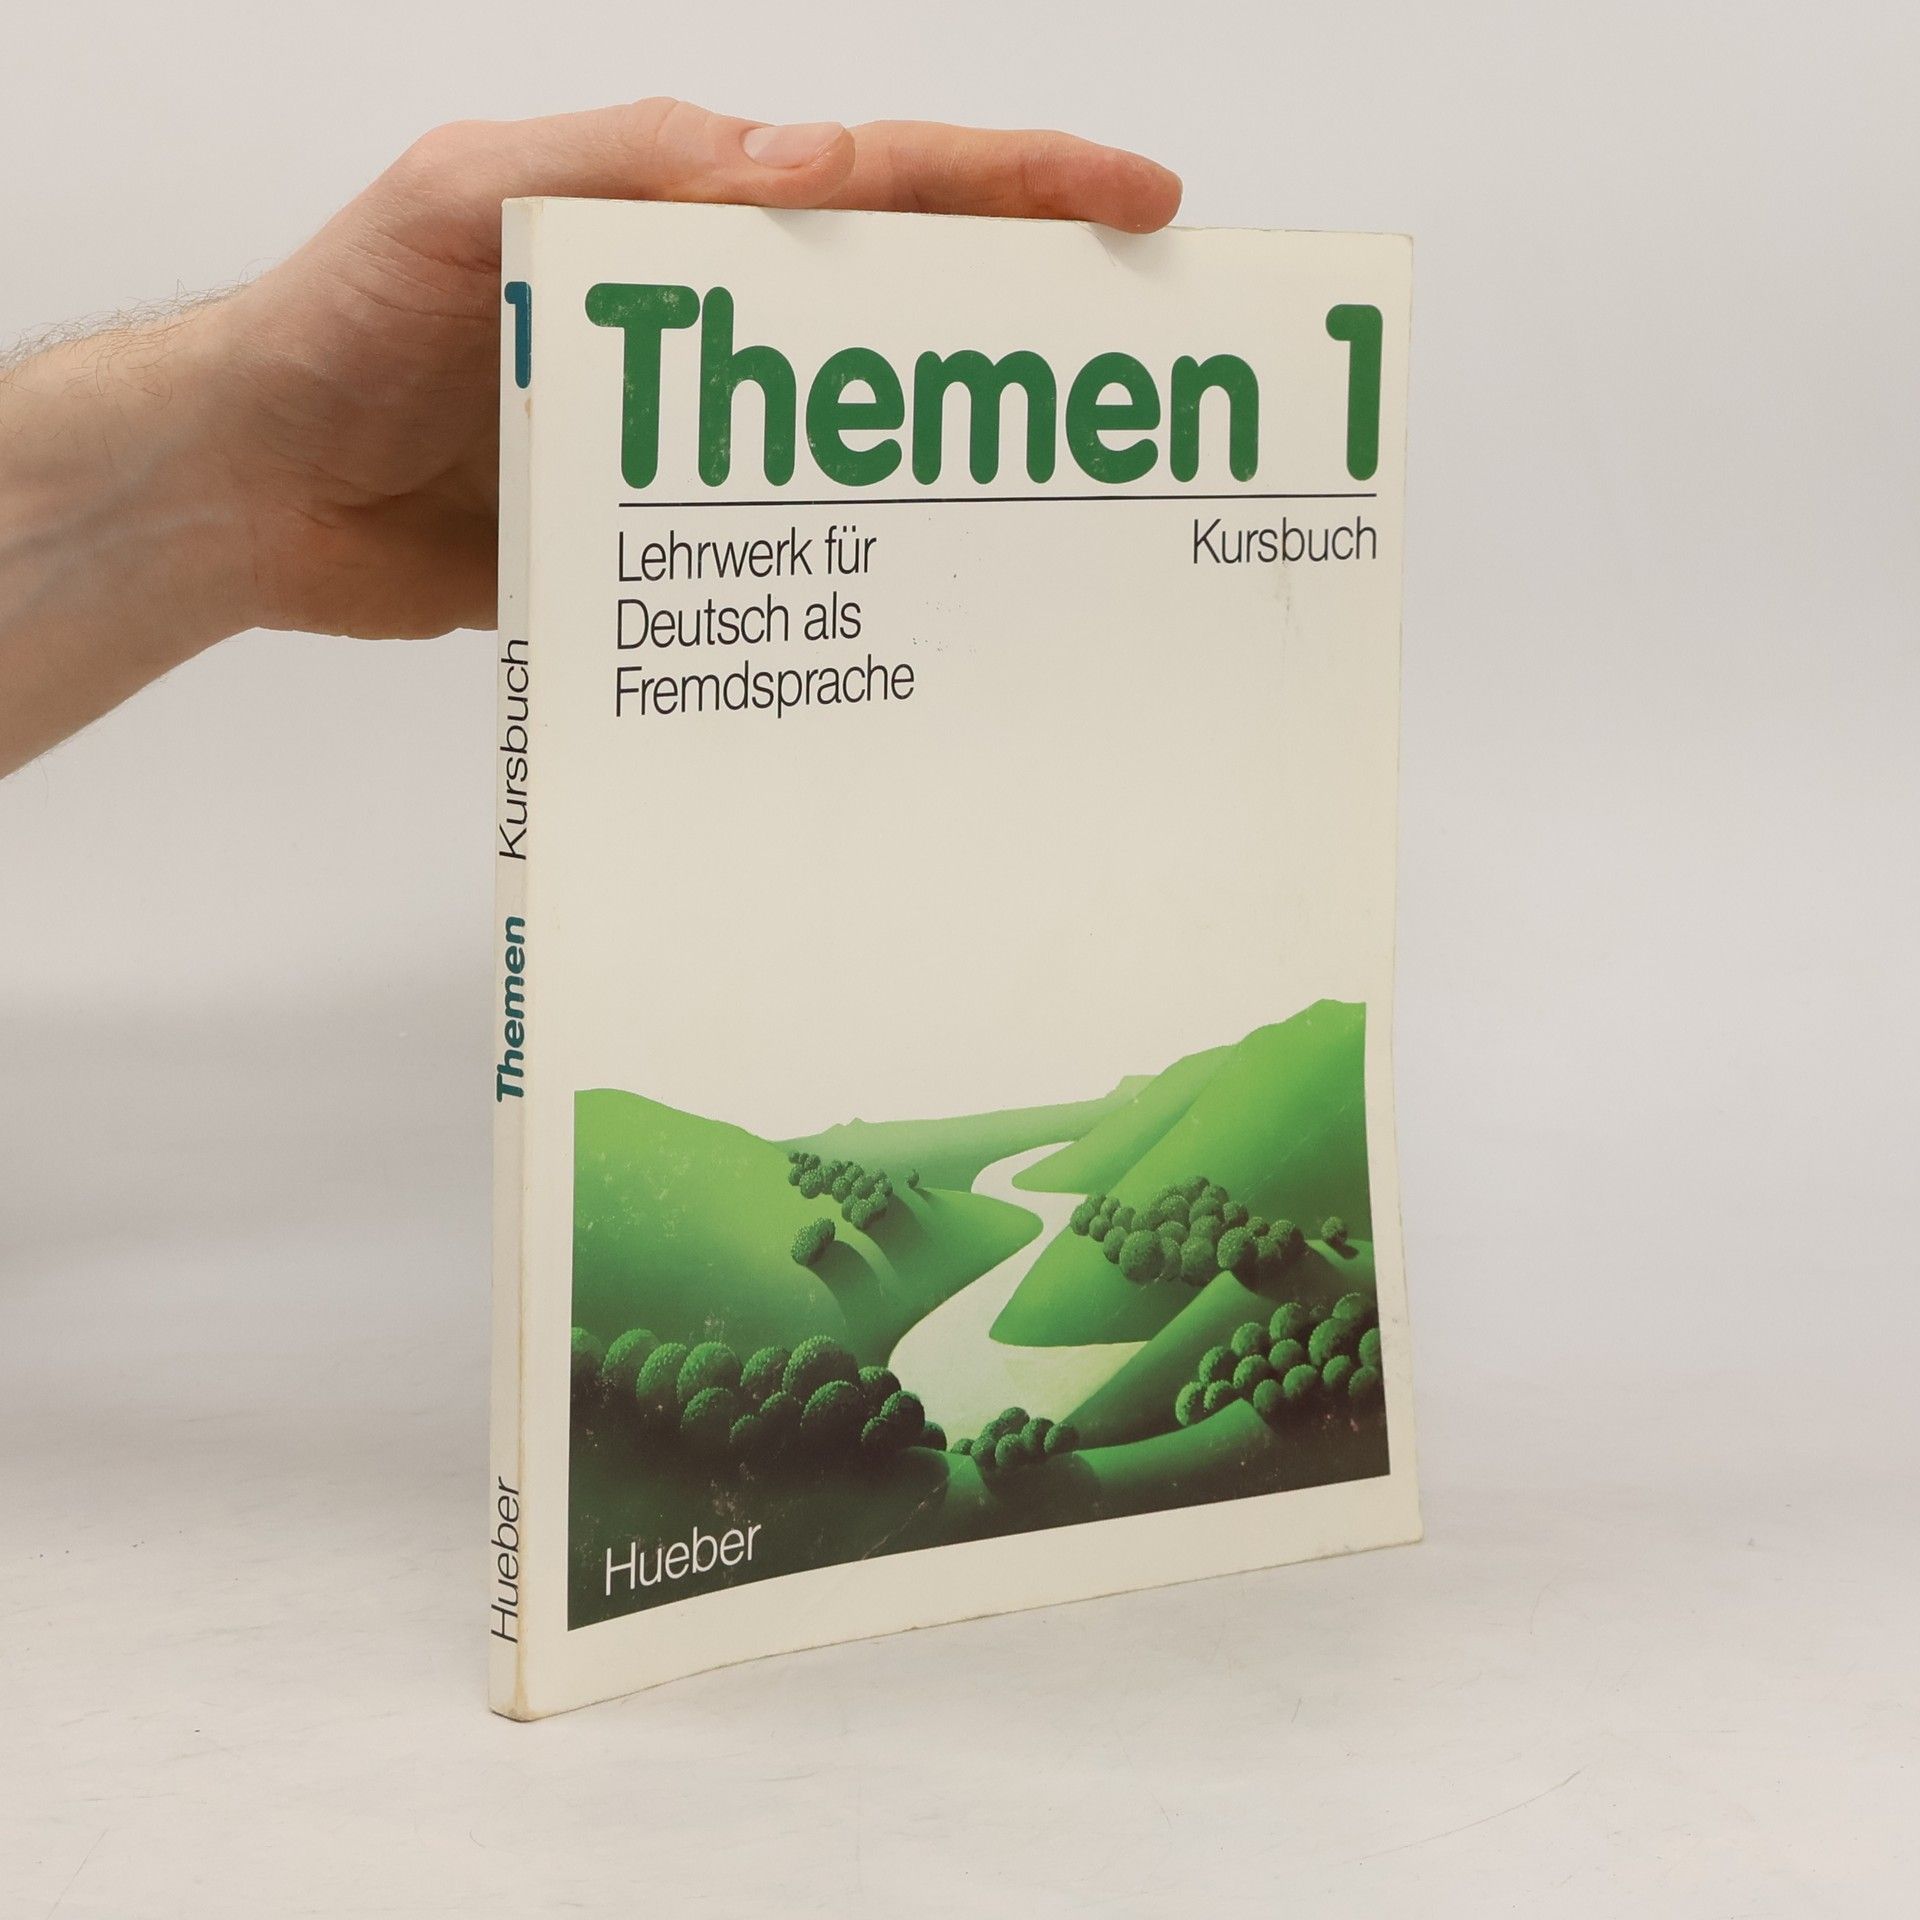 Themen 1
Lehrwerk für
Deutsch als
Fremdsprache
Kursbuch
Hueber
Hueber Themen Kursbuch 1